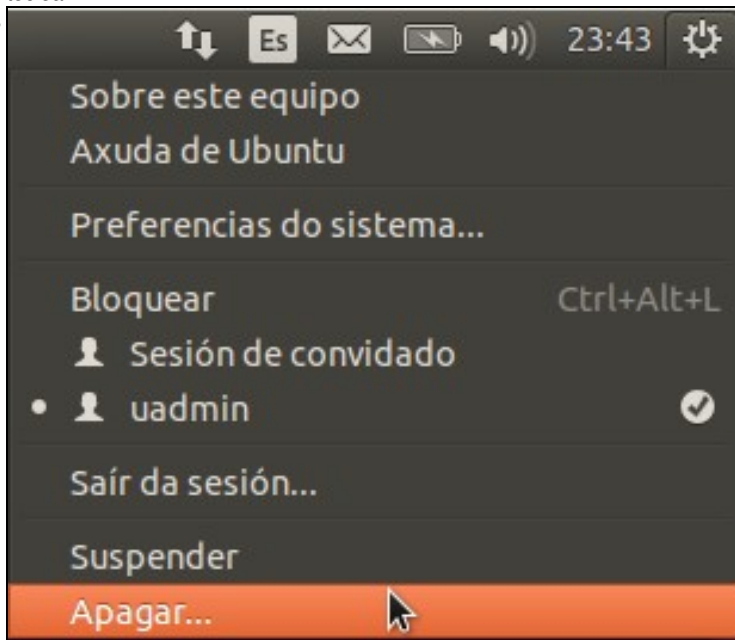 Es 23:43
Sobre este equipo
Axuda de Ubuntu
Preferencias do sistema...
Bloquear Ctrl+Alt+L
Sesión de convidado
uadmin
Saír da sesión...
Suspender
Apagar...